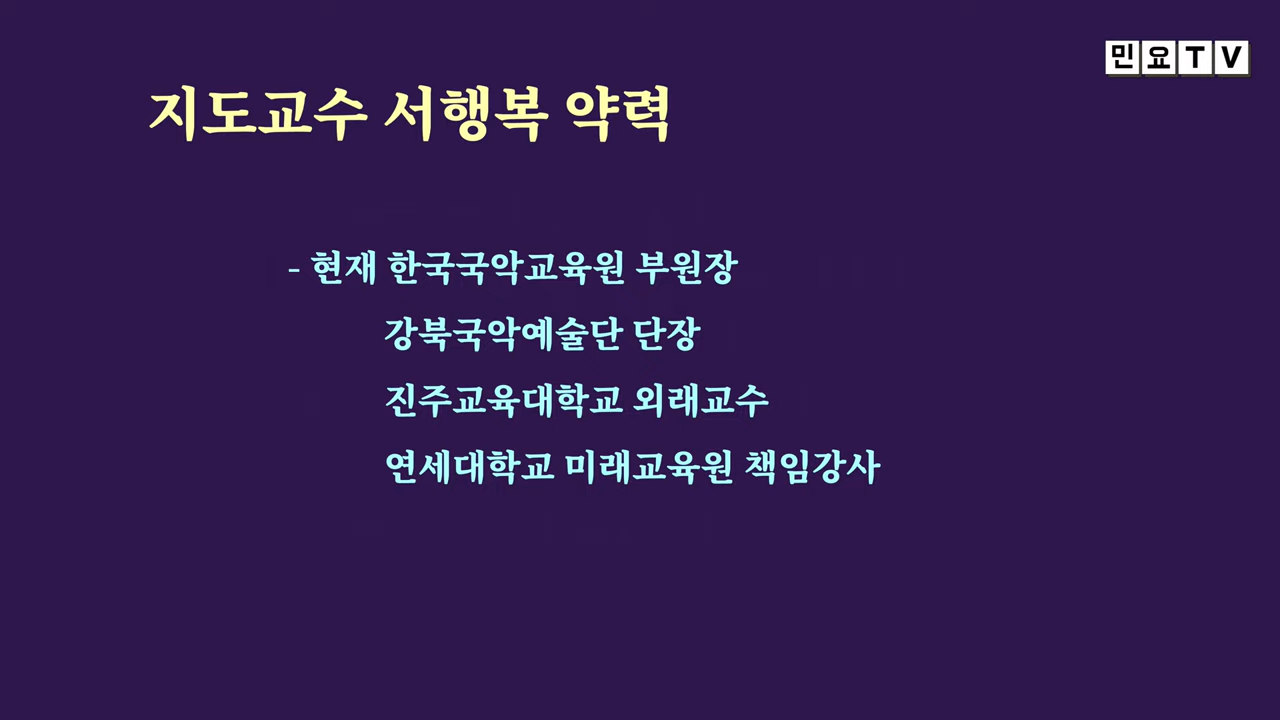 민요TV
지도교수 서행복 약력
- 현재 한국국악교육원 부원장
강북국악예술단 단장
진주교육대학교 외래교수
연세대학교 미래교육원 책임강사